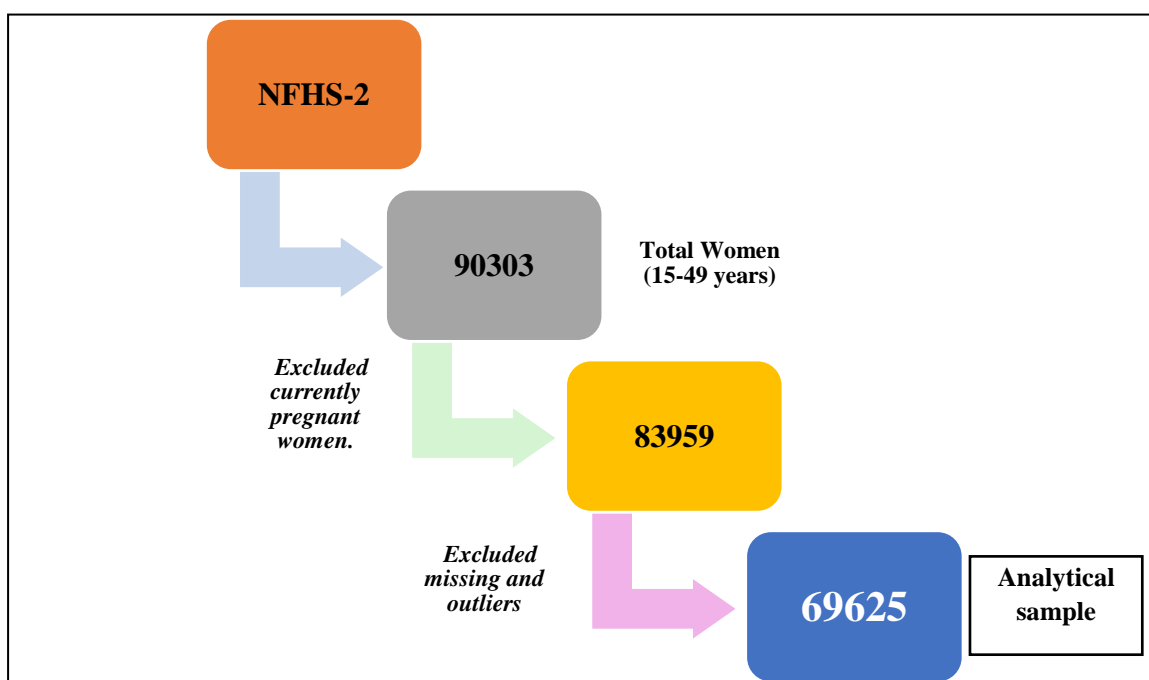 NFHS-2
90303
Total Women
(15-49 years)
Excluded
currently
pregnant
women.
83959
Excluded
missing and
outliers
69625
Analytical
sample